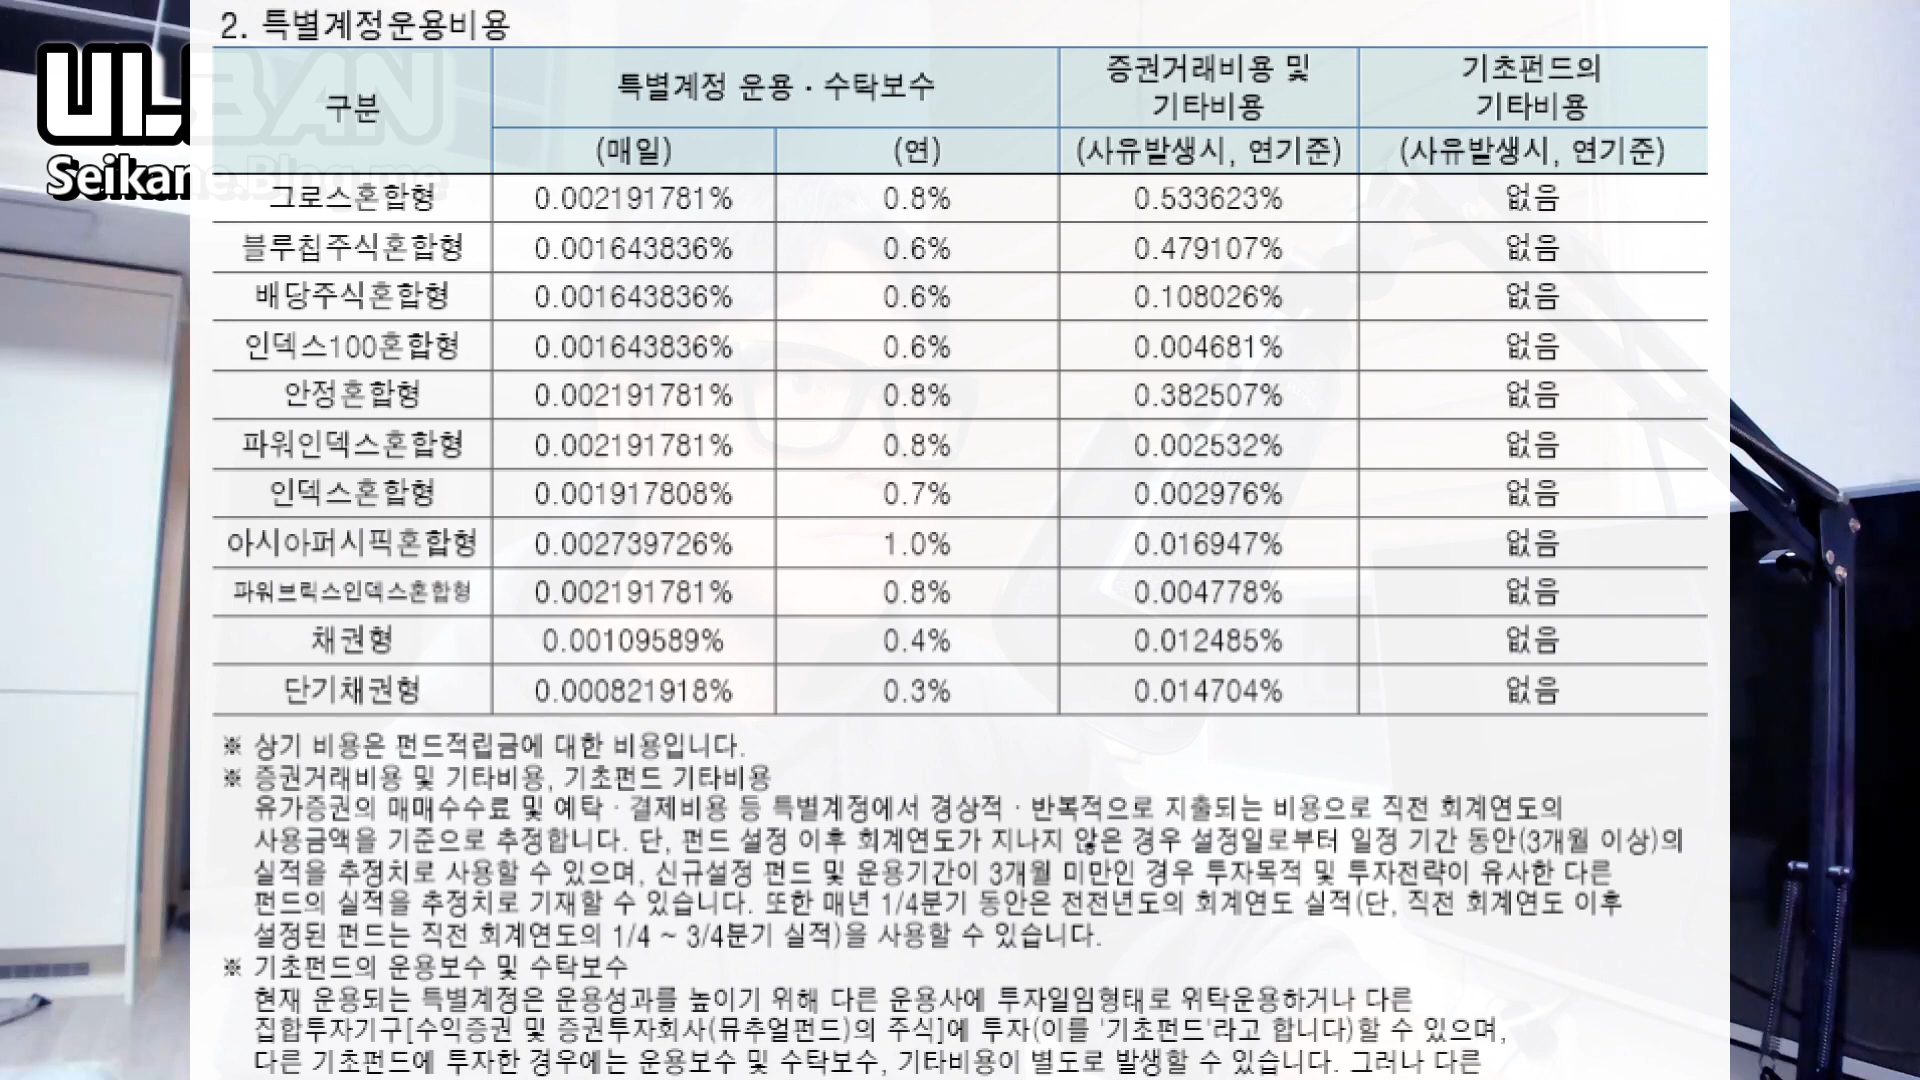 2. 특별계정운용비용
구분 특별계정 운용 · 수탁보수 증권거래비용 및 기타비용 기초펀드의 기타비용
(매일) (연) (사유발생시, 연기준) (사유발생시, 연기준)
그로스혼합형 0.002191781% 0.8% 0.533623% 없음
블루칩주식혼합형 0.001643836% 0.6% 0.479107% 없음
배당주식혼합형 0.001643836% 0.6% 0.108026% 없음
인덱스100혼합형 0.001643836% 0.6% 0.004681% 없음
안정혼합형 0.002191781% 0.8% 0.382507% 없음
파워인덱스혼합형 0.002191781% 0.8% 0.002532% 없음
인덱스혼합형 0.001917808% 0.7% 0.002976% 없음
아시아퍼시픽혼합형 0.002739726% 1.0% 0.016947% 없음
파워브릭스인덱스혼합형 0.002191781% 0.8% 0.004778% 없음
채권형 0.00109589% 0.4% 0.012485% 없음
단기채권형 0.000821918% 0.3% 0.014704% 없음
※ 상기 비용은 펀드적립금에 대한 비용입니다.
※ 증권거래비용 및 기타비용, 기초펀드 기타비용
유가증권의 매매수수료 및 예탁 · 결제비용 등 특별계정에서 경상적 · 반복적으로 지출되는 비용으로 직전 회계연도의
사용금액을 기준으로 추정합니다. 단, 펀드 설정 이후 회계연도가 지나지 않은 경우 설정일로부터 일정 기간 동안(3개월 이상)의
실적을 추정치로 사용할 수 있으며, 신규설정 펀드 및 운용기간이 3개월 미만인 경우 투자목적 및 투자전략이 유사한 다른
펀드의 실적을 추정치로 기재할 수 있습니다. 또한 매년 1/4분기 동안은 전전년도의 회계연도 실적(단, 직전 회계연도 이후
설정된 펀드는 직전 회계연도의 1/4 ~ 3/4분기 실적)을 사용할 수 있습니다.
※ 기초펀드의 운용보수 및 수탁보수
현재 운용되는 특별계정은 운용성과를 높이기 위해 다른 운용사에 투자일임형태로 위탁운용하거나 다른
집합투자기구[수익증권 및 증권투자회사(뮤추얼펀드)의 주식]에 투자(이를 '기초펀드'라고 합니다)할 수 있으며,
다른 기초펀드에 투자한 경우에는 운용보수 및 수탁보수, 기타비용이 별도로 발생할 수 있습니다. 그러나 다른
ULBAN
Seikane.Blog.me